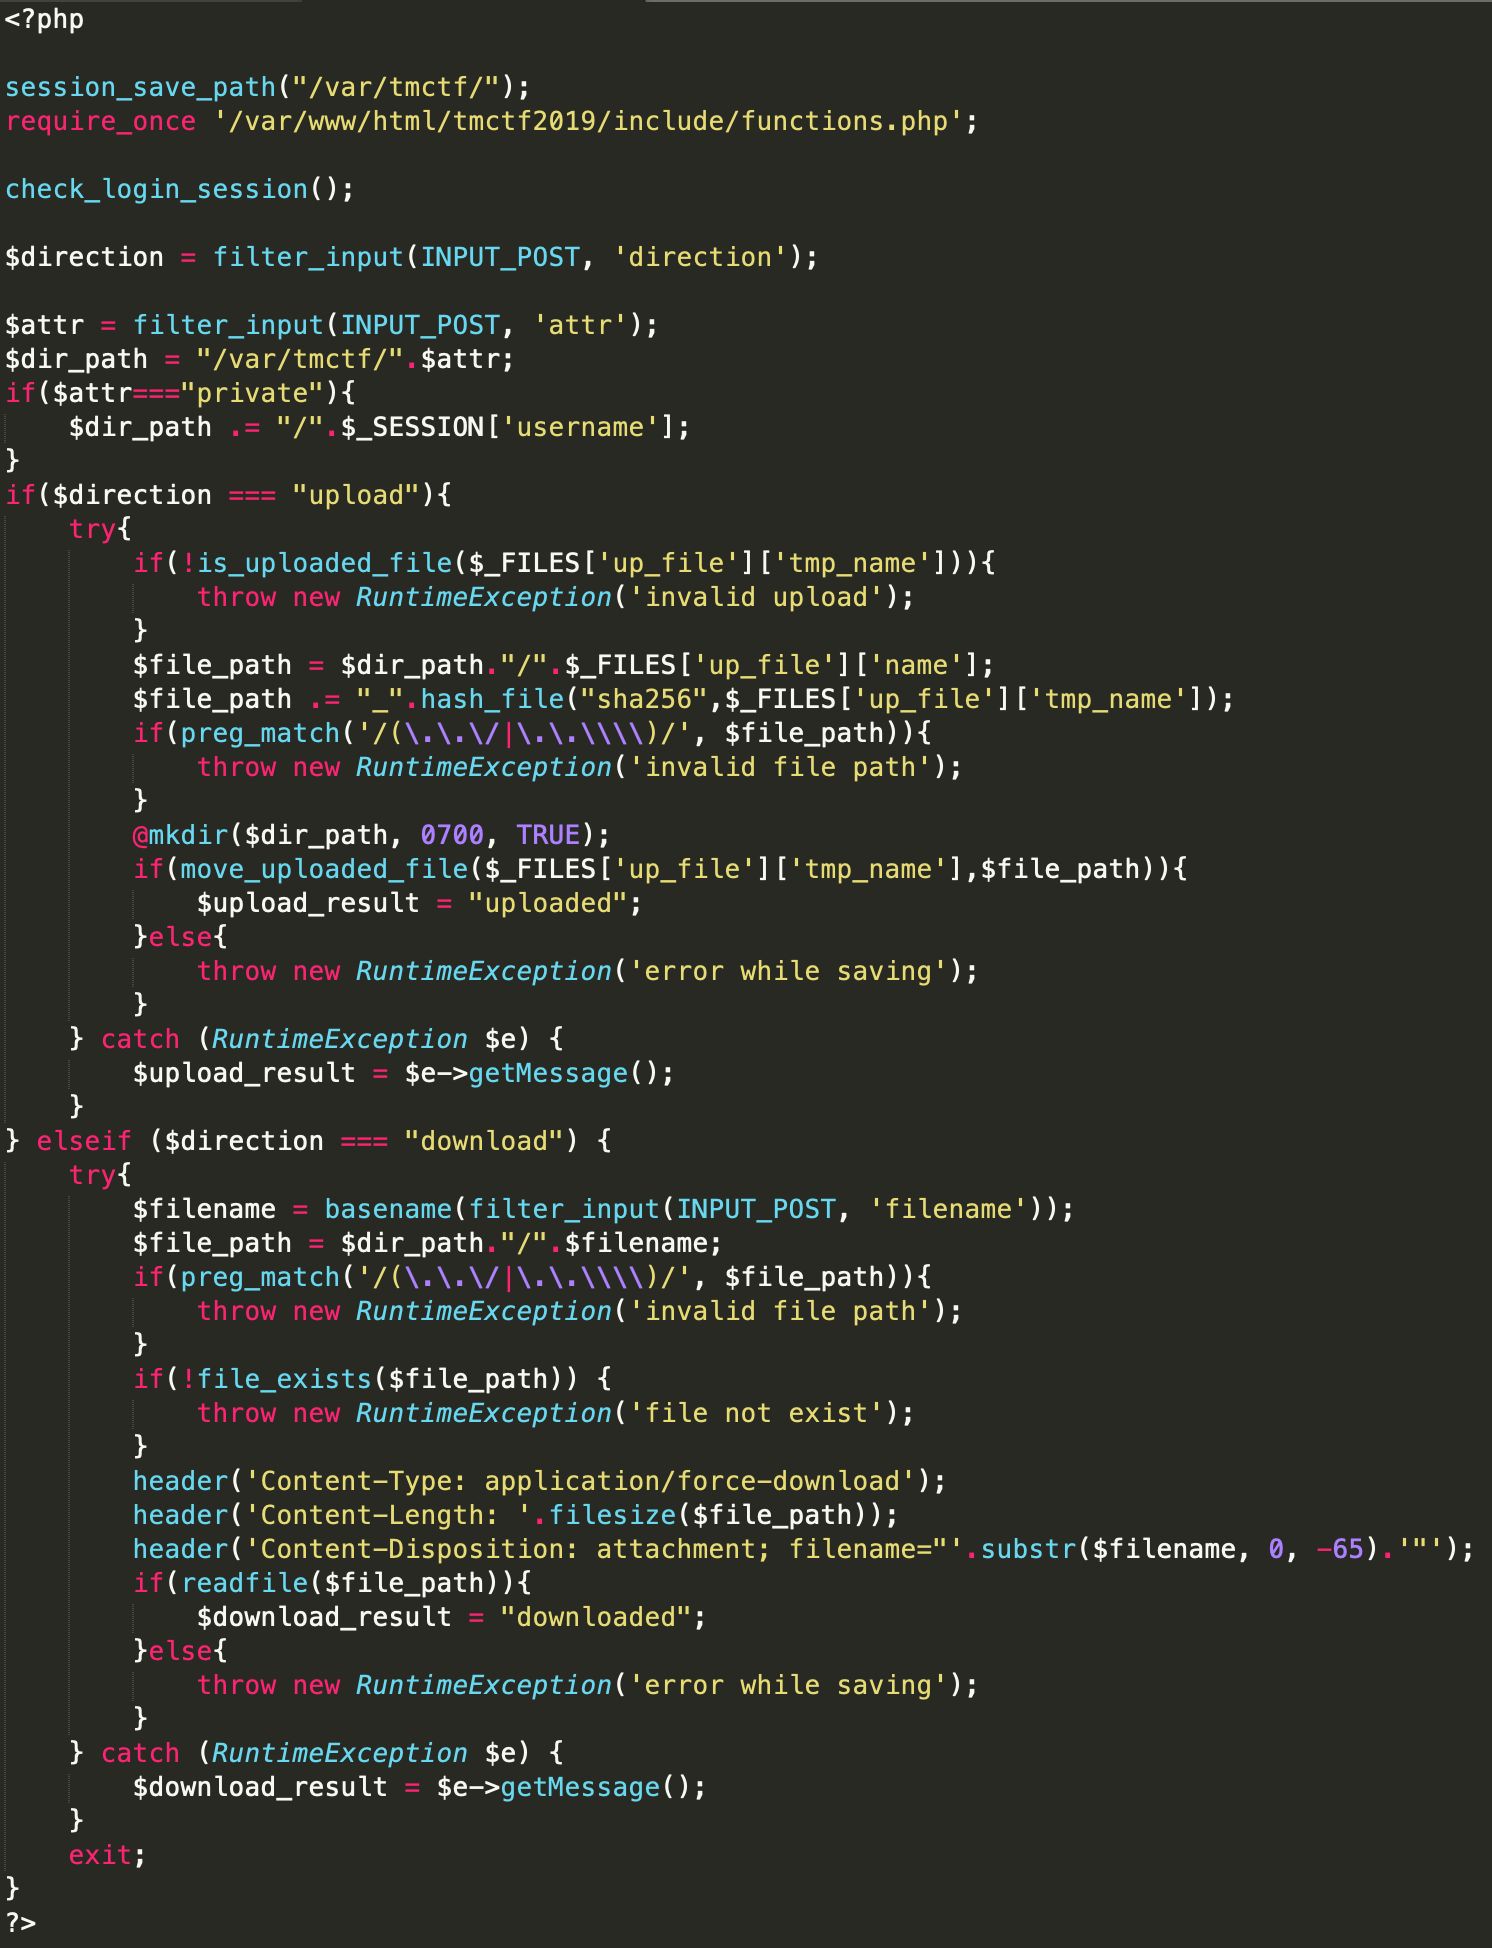 <?php
session_save_path("/var/tmctf/");
require_once '/var/www/html/tmctf2019/include/functions.php';
check_login_session();
$direction = filter_input(INPUT_POST, 'direction');
$attr = filter_input(INPUT_POST, 'attr');
$dir_path = "/var/tmctf/".$attr;
if($attr==="private"){
    $dir_path .= "/".$_SESSION['username'];
}
if($direction === "upload"){
    try{
        if(!is_uploaded_file($_FILES['up_file']['tmp_name'])){
            throw new RuntimeException('invalid upload');
        }
        $file_path = $dir_path."/".$_FILES['up_file']['name'];
        $file_path .= "_".hash_file("sha256",$_FILES['up_file']['tmp_name']);
        if(preg_match('/(\.\.\/|\.\.\\\\)/', $file_path)){
            throw new RuntimeException('invalid file path');
        }
        @mkdir($dir_path, 0700, TRUE);
        if(move_uploaded_file($_FILES['up_file']['tmp_name'],$file_path)){
            $upload_result = "uploaded";
        }else{
            throw new RuntimeException('error while saving');
        }
    } catch (RuntimeException $e) {
        $upload_result = $e->getMessage();
    }
} elseif ($direction === "download") {
    try{
        $filename = basename(filter_input(INPUT_POST, 'filename'));
        $file_path = $dir_path."/".$filename;
        if(preg_match('/(\.\.\/|\.\.\\\\)/', $file_path)){
            throw new RuntimeException('invalid file path');
        }
        if(!file_exists($file_path)) {
            throw new RuntimeException('file not exist');
        }
        header('Content-Type: application/force-download');
        header('Content-Length: '.filesize($file_path));
        header('Content-Disposition: attachment; filename="'.substr($filename, 0, -65).'"');
        if(readfile($file_path)){
            $download_result = "downloaded";
        }else{
            throw new RuntimeException('error while saving');
        }
    } catch (RuntimeException $e) {
        $download_result = $e->getMessage();
    }
    exit;
}
?>